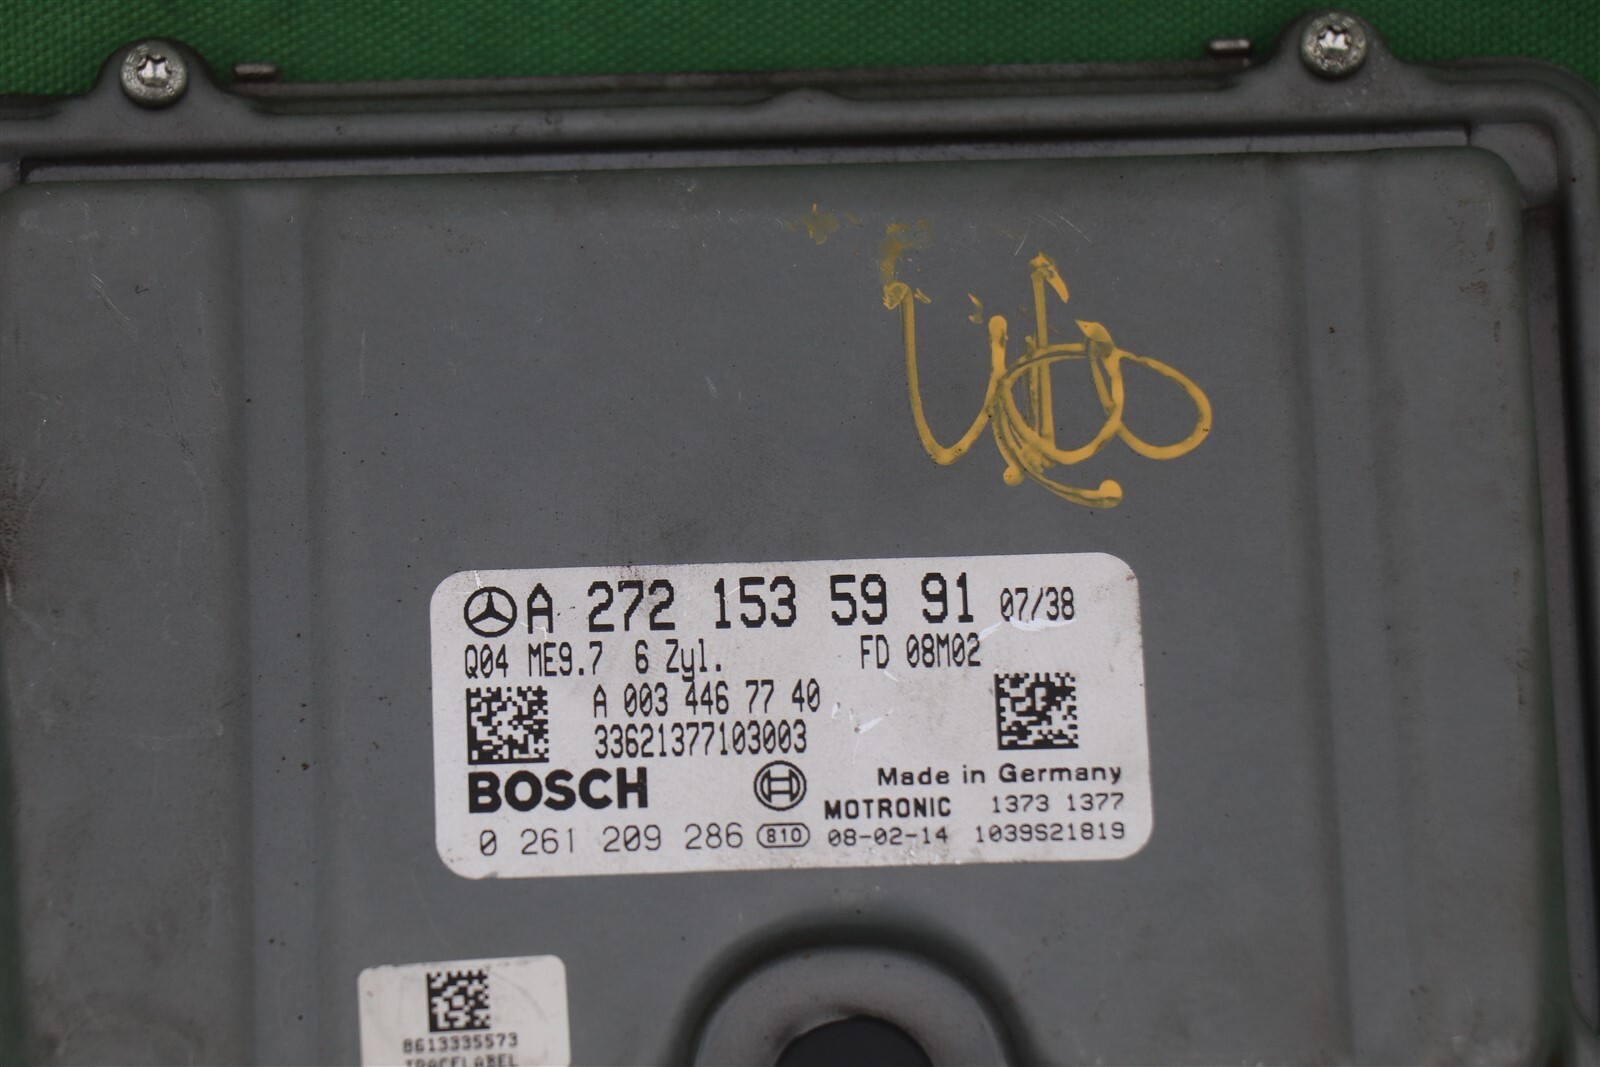 A 272 153 59 91 07/38
Q04 ME9.7 6 Zyl. FD 08M02
A 003 446 77 40
33621377103003
BOSCH
Made in Germany
MOTRONIC 1373 1377
0 261 209 286 810 08-02-14 1039S21819
8613335573
TRACELABEL